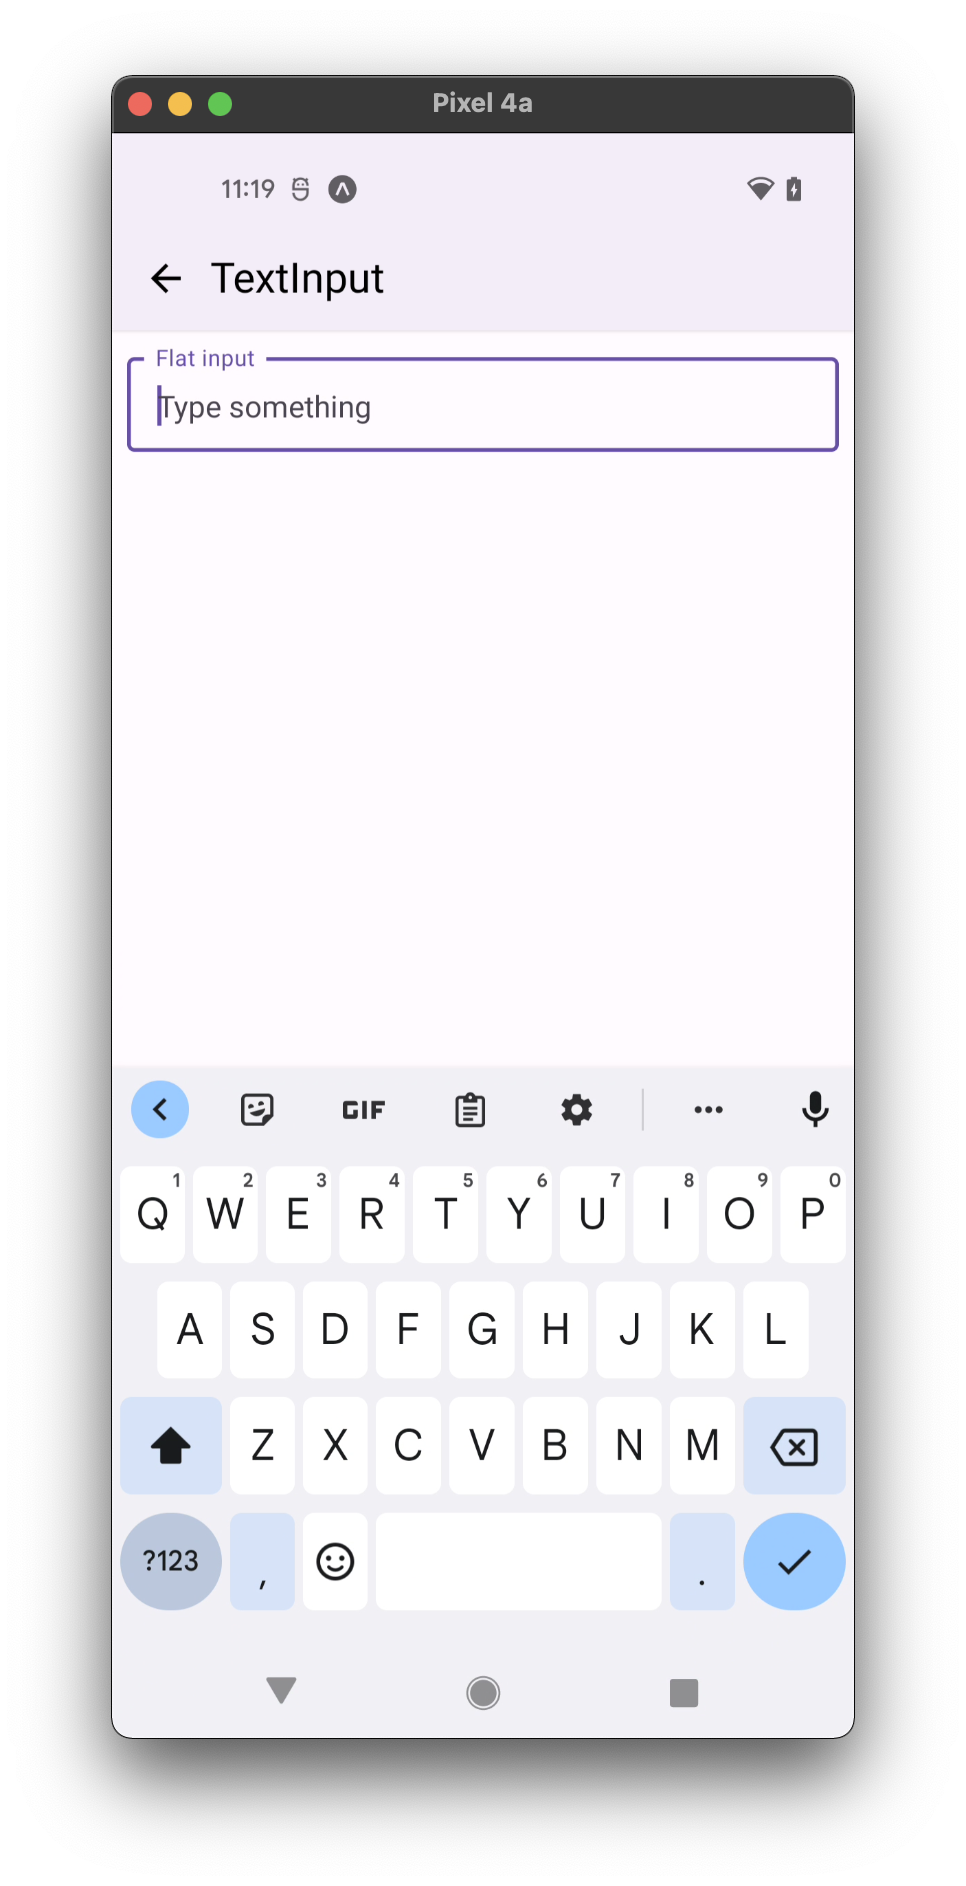 Pixel 4a
11:19
TextInput
Flat input
Type something
GIF
1 2 3 4 5 6 7 8 9 0
Q W E R T Y U I O P
A S D F G H J K L
Z X C V B N M
?123 , .